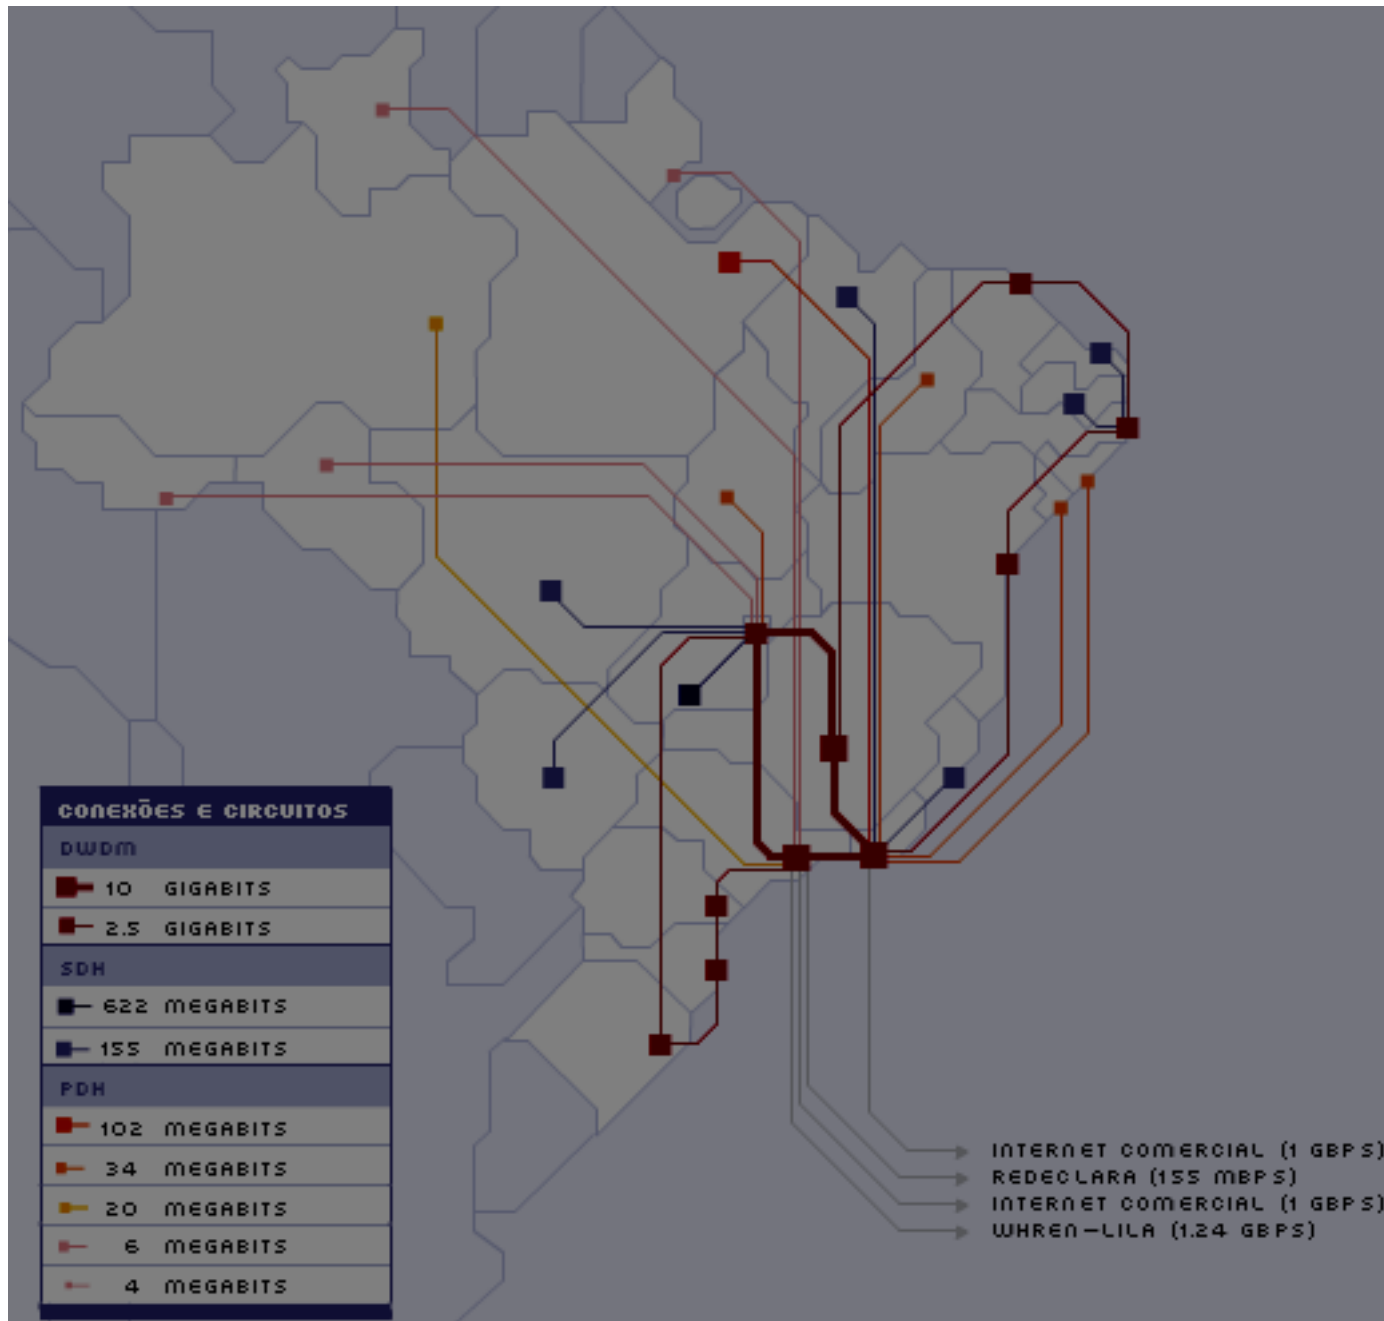 CONEXÕES E CIRCUITOS
DWDM
10 GIGABITS
2.5 GIGABITS
SDH
622 MEGABITS
155 MEGABITS
PDH
102 MEGABITS
34 MEGABITS
20 MEGABITS
6 MEGABITS
4 MEGABITS
INTERNET COMERCIAL (1 GBPS)
REDECLARA (155 MBPS)
INTERNET COMERCIAL (1 GBPS)
WHREN-LILA (1.24 GBPS)